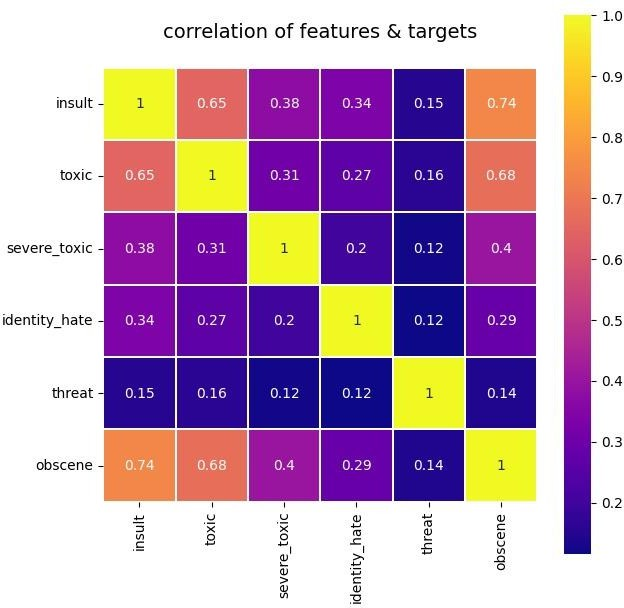 correlation of features & targets
1.0
0.9
0.8
0.7
0.6
0.5
0.4
0.3
0.2
insult 1 0.65 0.38 0.34 0.15 0.74
toxic 0.65 1 0.31 0.27 0.16 0.68
severe_toxic 0.38 0.31 1 0.2 0.12 0.4
identity_hate 0.34 0.27 0.2 1 0.12 0.29
threat 0.15 0.16 0.12 0.12 1 0.14
obscene 0.74 0.68 0.4 0.29 0.14 1
insult
toxic
severe_toxic
identity_hate
threat
obscene